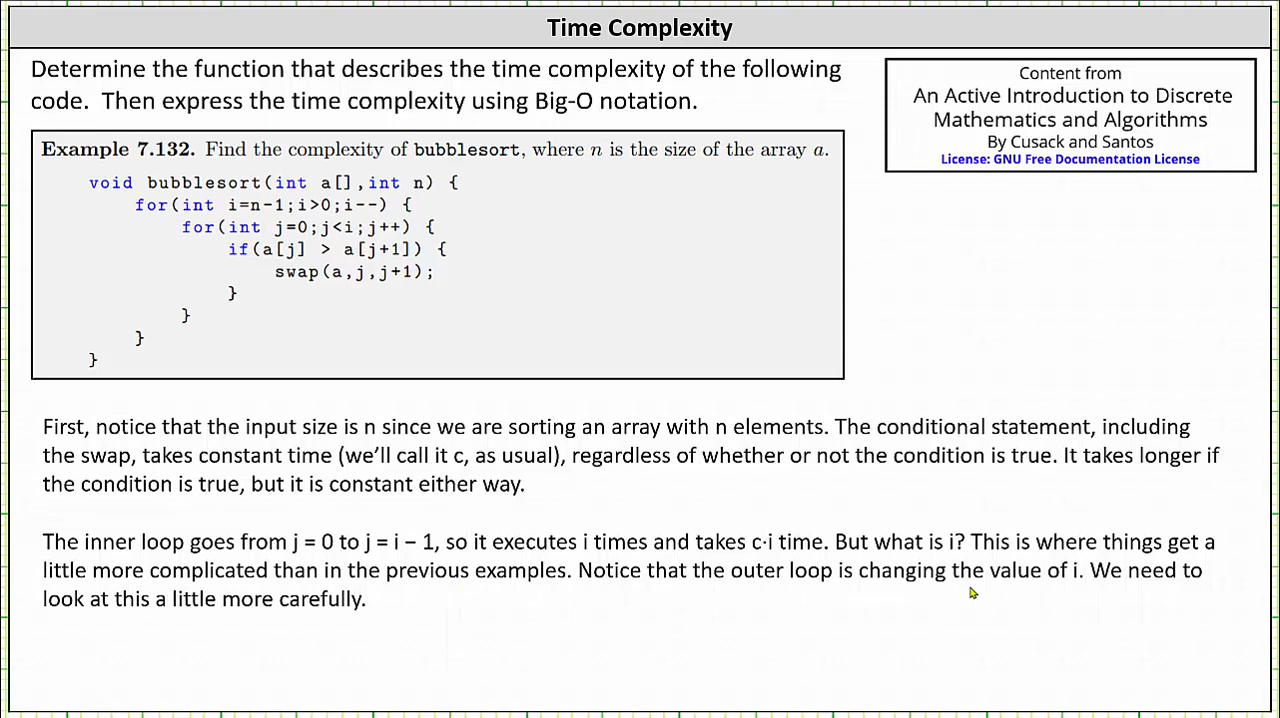 Time Complexity
Determine the function that describes the time complexity of the following
code. Then express the time complexity using Big-O notation.
Content from
An Active Introduction to Discrete
Mathematics and Algorithms
By Cusack and Santos
License: GNU Free Documentation License
Example 7.132. Find the complexity of bubblesort, where n is the size of the array a.
void bubblesort(int a[],int n) {
for(int i=n-1;i>0;i--) {
for(int j=0;j<i;j++) {
if(a[j] > a[j+1]) {
swap(a,j,j+1);
}
}
}
}
First, notice that the input size is n since we are sorting an array with n elements. The conditional statement, including
the swap, takes constant time (we’ll call it c, as usual), regardless of whether or not the condition is true. It takes longer if
the condition is true, but it is constant either way.
The inner loop goes from j = 0 to j = i − 1, so it executes i times and takes c·i time. But what is i? This is where things get a
little more complicated than in the previous examples. Notice that the outer loop is changing the value of i. We need to
look at this a little more carefully.